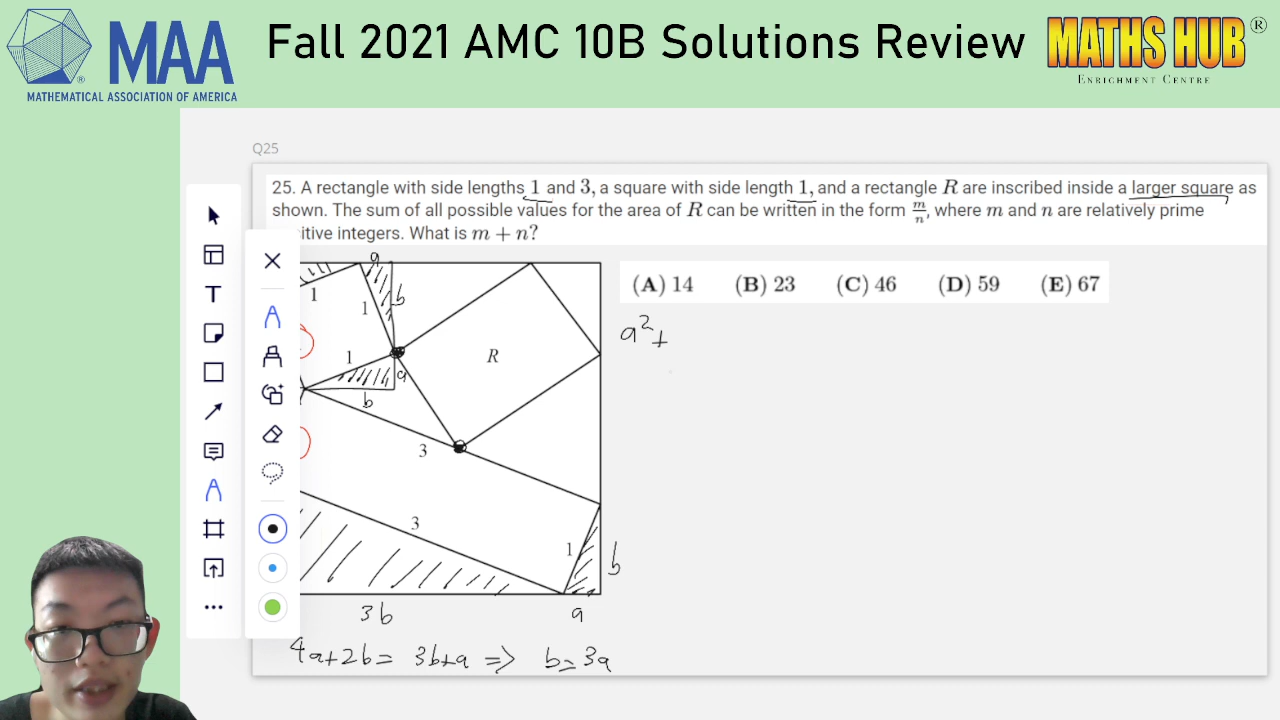 MAA
MATHEMATICAL ASSOCIATION OF AMERICA
Fall 2021 AMC 10B Solutions Review
MATHS HUB®
ENRICHMENT CENTRE
Q25
25. A rectangle with side lengths 1 and 3, a square with side length 1, and a rectangle R are inscribed inside a larger square as
shown. The sum of all possible values for the area of R can be written in the form m/n, where m and n are relatively prime
itive integers. What is m + n?
(A) 14 (B) 23 (C) 46 (D) 59 (E) 67
a
1
b
1
a²+
1
R
a
b
3
3
1
b
3b
a
4a+2b= 3b+a => b=3a
T